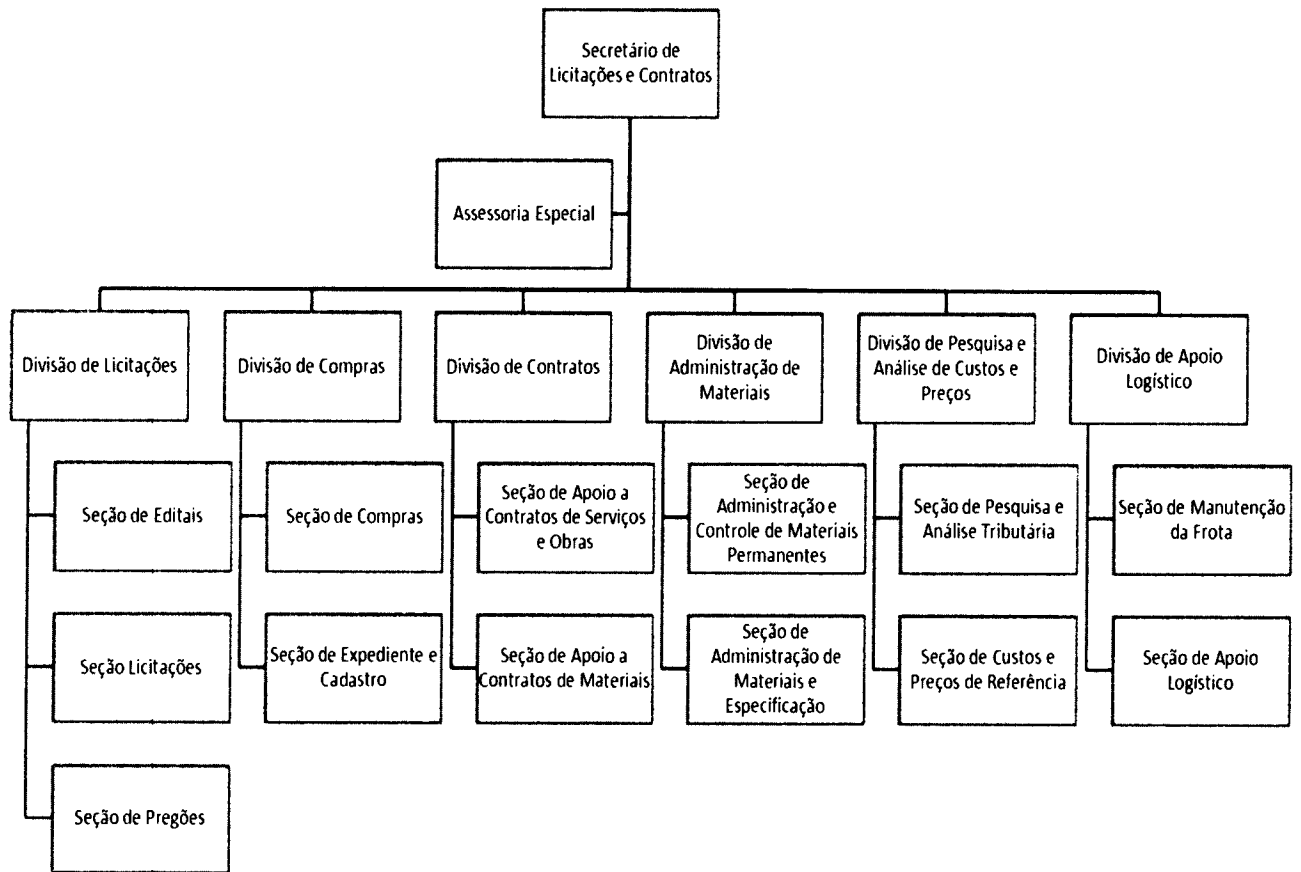 Secretário de
Licitações e Contratos
Assessoria Especial
Divisão de Licitações
Divisão de Compras
Divisão de Contratos
Divisão de
Administração de
Materiais
Divisão de Pesquisa e
Análise de Custos e
Preços
Divisão de Apoio
Logístico
Seção de Editais
Seção de Compras
Seção de Apoio a
Contratos de Serviços
e Obras
Seção de
Administração e
Controle de Materiais
Permanentes
Seção de Pesquisa e
Análise Tributária
Seção de Manutenção
da Frota
Seção Licitações
Seção de Expediente e
Cadastro
Seção de Apoio a
Contratos de Materiais
Seção de
Administração de
Materiais e
Especificação
Seção de Custos e
Preços de Referência
Seção de Apoio
Logístico
Seção de Pregões